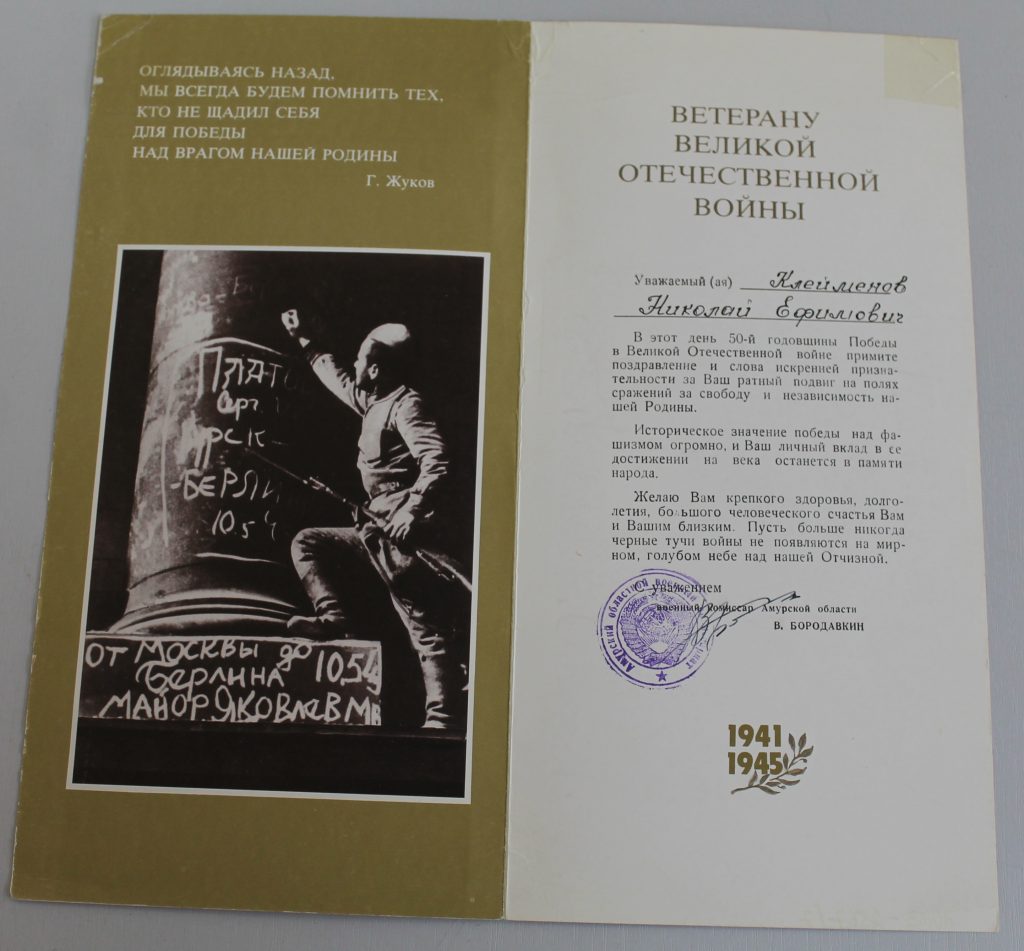 ОГЛЯДЫВАЯСЬ НАЗАД,
МЫ ВСЕГДА БУДЕМ ПОМНИТЬ ТЕХ,
КТО НЕ ЩАДИЛ СЕБЯ
ДЛЯ ПОБЕДЫ
НАД ВРАГОМ НАШЕЙ РОДИНЫ
Г. Жуков
Курск
-БЕРЛИ
10.5
ОТ МОСКВЫ до
Берлина 10.5
МАЙОР ЯКОВЛЕВ М
ВЕТЕРАНУ
ВЕЛИКОЙ
ОТЕЧЕСТВЕННОЙ
ВОЙНЫ
Уважаемый (ая) Клейменов
Николай Ефимович
В этот день 50-й годовщины Победы
в Великой Отечественной войне примите
поздравление и слова искренней призна-
тельности за Ваш ратный подвиг на полях
сражений за свободу и независимость на-
шей Родины.
Историческое значение победы над фа-
шизмом огромно, и Ваш личный вклад в ее
достижении на века останется в памяти
народа.
Желаю Вам крепкого здоровья, долго-
летия, большого человеческого счастья Вам
и Вашим близким. Пусть больше никогда
черные тучи войны не появляются на мир-
ном, голубом небе над нашей Отчизной.
С уважением
военный комиссар Амурской области
В. БОРОДАВКИН
АМУРСКИЙ ОБЛАСТНОЙ
1941
1945